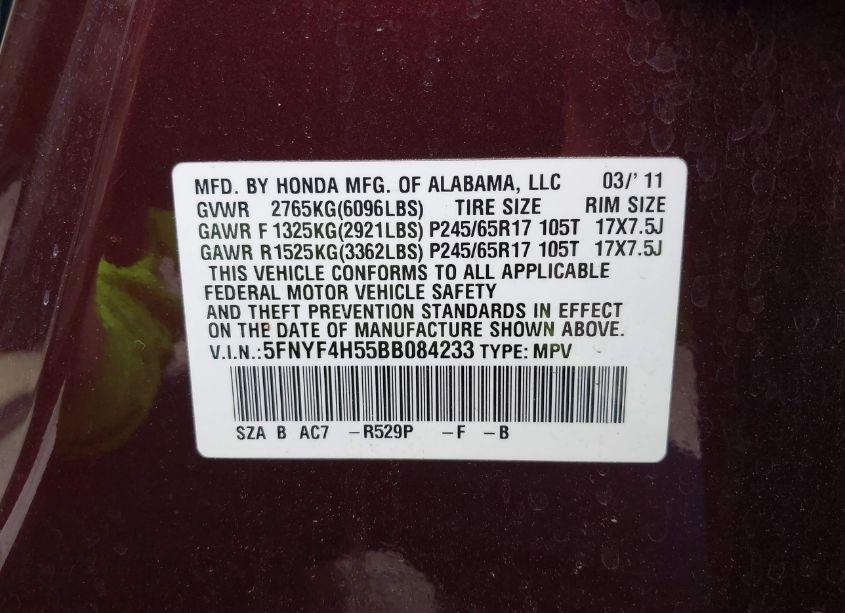 MFD. BY HONDA MFG. OF ALABAMA, LLC 03/' 11
GVWR 2765KG(6096LBS) TIRE SIZE RIM SIZE
GAWR F 1325KG(2921LBS) P245/65R17 105T 17X7.5J
GAWR R 1525KG(3362LBS) P245/65R17 105T 17X7.5J
THIS VEHICLE CONFORMS TO ALL APPLICABLE
FEDERAL MOTOR VEHICLE SAFETY
AND THEFT PREVENTION STANDARDS IN EFFECT
ON THE DATE OF MANUFACTURE SHOWN ABOVE.
V.I.N.:5FNYF4H55BB084233 TYPE: MPV
SZA B AC7 -R529P -F -B